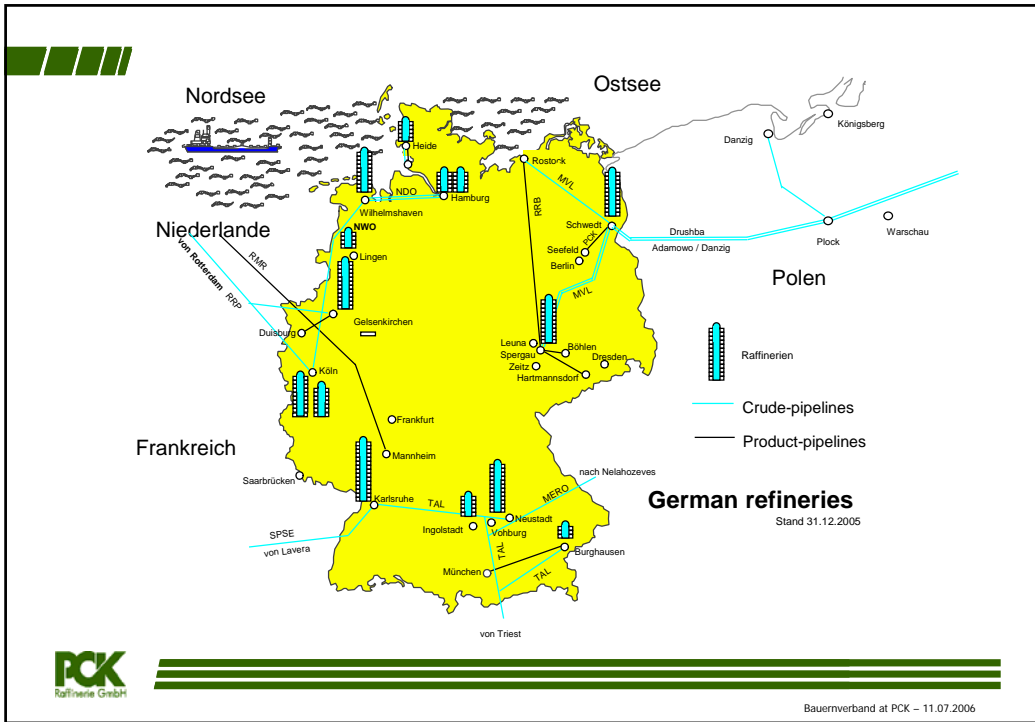 Nordsee
Ostsee
Königsberg
Danzig
Heide
Rostock
MVL
NDO
Hamburg
Wilhelmshaven
RRB
Schwedt
Niederlande
NWO
PCK
Drushba
Plock
Warschau
Seefeld
Adamowo / Danzig
von Rotterdam
RMR
Lingen
Berlin
Polen
RRP
MVL
Gelsenkirchen
Duisburg
Leuna
Böhlen
Spergau
Dresden
Zeitz
Hartmannsdorf
Raffinerien
Köln
Crude-pipelines
Frankfurt
Frankreich
Product-pipelines
Mannheim
nach Nelahozeves
Saarbrücken
MERO
German refineries
Karlsruhe
TAL
Neustadt
Stand 31.12.2005
Ingolstadt
Vohburg
SPSE
von Lavera
TAL
Burghausen
München
TAL
von Triest
PCK
Raffinerie GmbH
Bauernverband at PCK – 11.07.2006